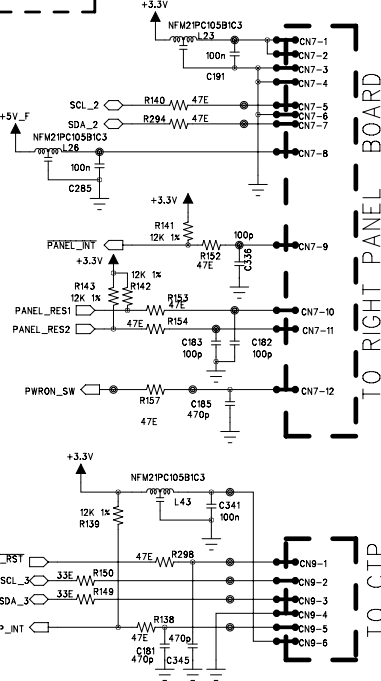 +3.3V
NFM21PC105B1C3
L23
CN7-1
100n
CN7-2
C191
CN7-3
CN7-4
SCL_2 R140 47E CN7-5
CN7-6
SDA_2 R294 47E CN7-7
+5V_F
NFM21PC105B1C3
L26
CN7-8
100n
C285
+3.3V
R141
12K 1%
100p
PANEL_INT
CN7-9
R152
47E
C336
+3.3V
12K 1%
R143 R142
12K 1%
R153
PANEL_RES1 47E CN7-10
PANEL_RES2 47E R154 CN7-11
C183 C182
100p 100p
PWRON_SW CN7-12
R157 C185
47E 470p
TO RIGHT PANEL BOARD
+3.3V
NFM21PC105B1C3
L43
C341
100n
12K 1%
R139
_RST 47E R298 CN9-1
SCL_3 33E R150 CN9-2
SDA_3 33E R149 CN9-3
CN9-4
P_INT R138 CN9-5
47E 470p CN9-6
C181
470p C345
TO CTP